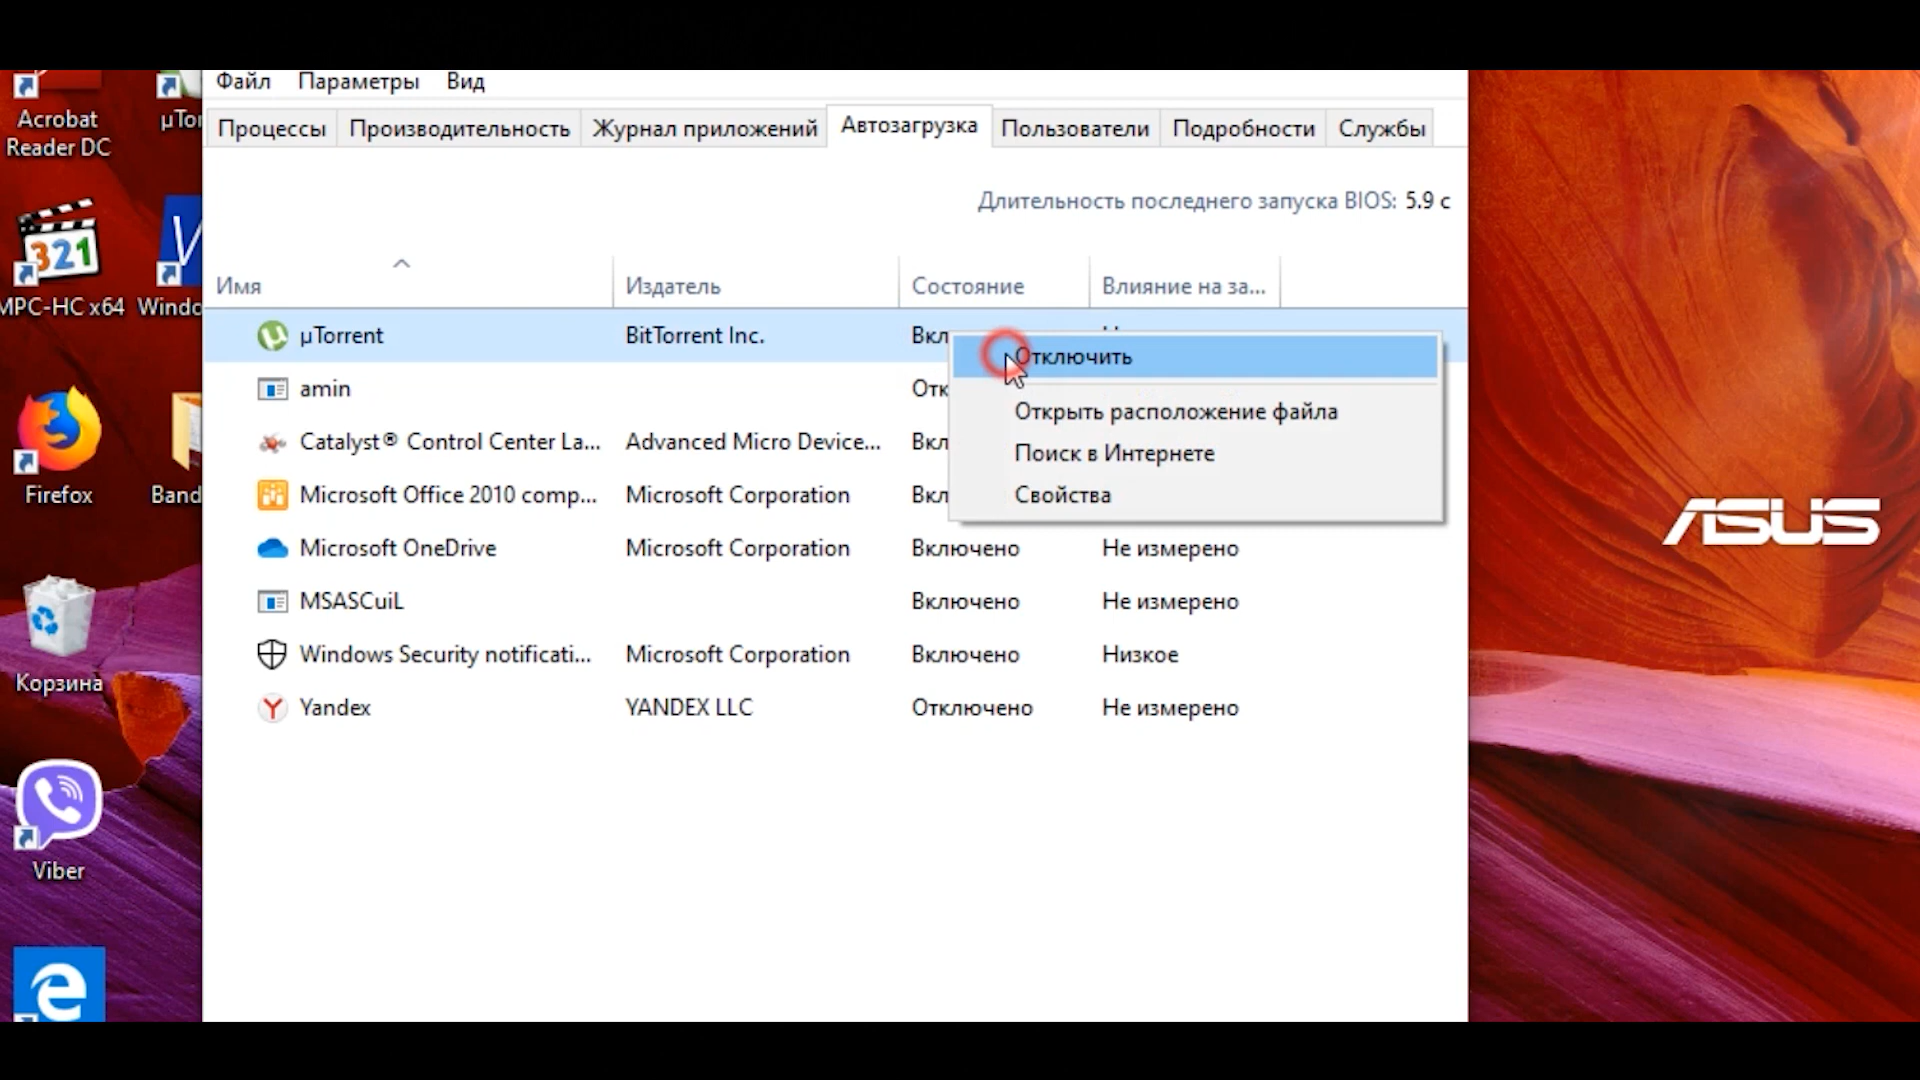 Файл Параметры Вид
Процессы Производительность Журнал приложений Автозагрузка Пользователи Подробности Службы
Длительность последнего запуска BIOS: 5.9 с
Имя Издатель Состояние Влияние на за...
µTorrent BitTorrent Inc. Вкл
amin Отк
Catalyst® Control Center La... Advanced Micro Device... Вкл
Microsoft Office 2010 comp... Microsoft Corporation Вкл
Microsoft OneDrive Microsoft Corporation Включено Не измерено
MSASCuiL Включено Не измерено
Windows Security notificati... Microsoft Corporation Включено Низкое
Yandex YANDEX LLC Отключено Не измерено
Отключить
Открыть расположение файла
Поиск в Интернете
Свойства
Acrobat
Reader DC
µTor
321
MPC-HC x64
Windo
Firefox
Band
Корзина
Viber
ASUS